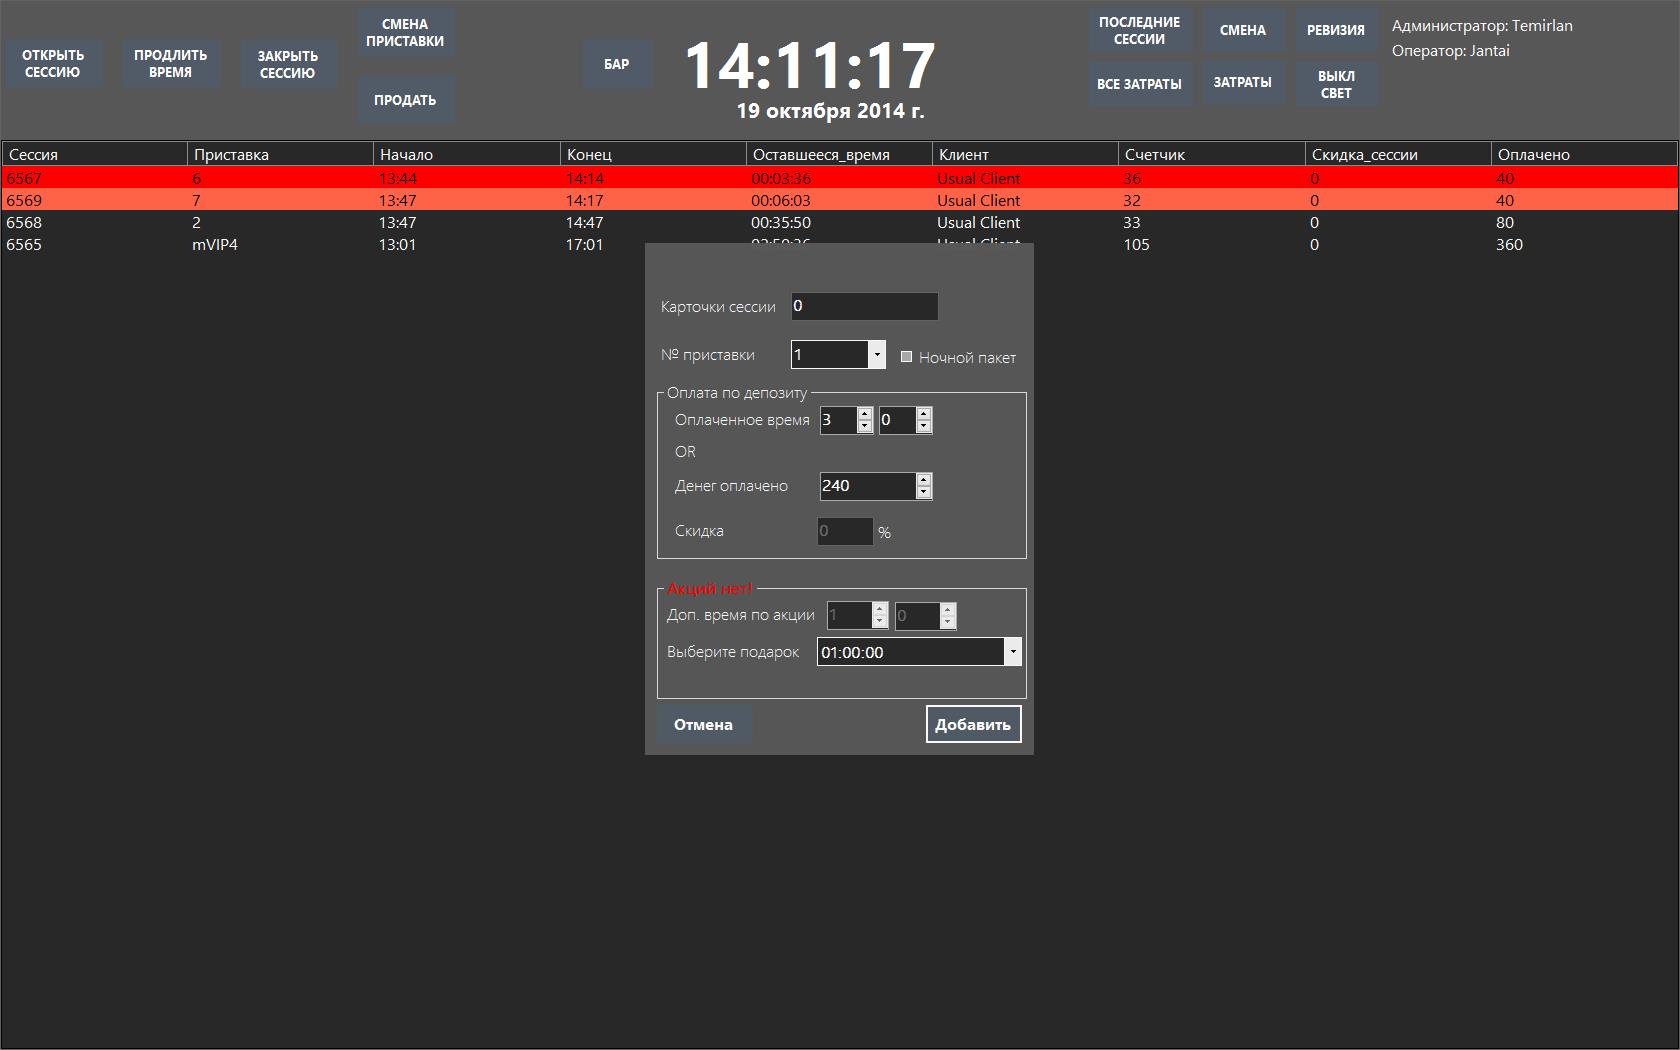 ОТКРЫТЬ
СЕССИЮ
ПРОДЛИТЬ
ВРЕМЯ
ЗАКРЫТЬ
СЕССИЮ
СМЕНА
ПРИСТАВКИ
ПРОДАТЬ
БАР
14:11:17
19 октября 2014 г.
ПОСЛЕДНИЕ
СЕССИИ
СМЕНА
РЕВИЗИЯ
ВСЕ ЗАТРАТЫ
ЗАТРАТЫ
ВЫКЛ
СВЕТ
Администратор: Temirlan
Оператор: Jantai
Сессия Приставка Начало Конец Оставшееся_время Клиент Счетчик Скидка_сессии Оплачено
6567 6 13:44 14:14 00:03:36 Usual Client 36 0 40
6569 7 13:47 14:17 00:06:03 Usual Client 32 0 40
6568 2 13:47 14:47 00:35:50 Usual Client 33 0 80
6565 mVIP4 13:01 17:01 Usual Client 105 0 360
Карточки сессии 0
№ приставки 1 Ночной пакет
Оплата по депозиту
Оплаченное время 3 0
OR
Денег оплачено 240
Скидка 0 %
Акций нет!
Доп. время по акции 1 0
Выберите подарок 01:00:00
Отмена Добавить